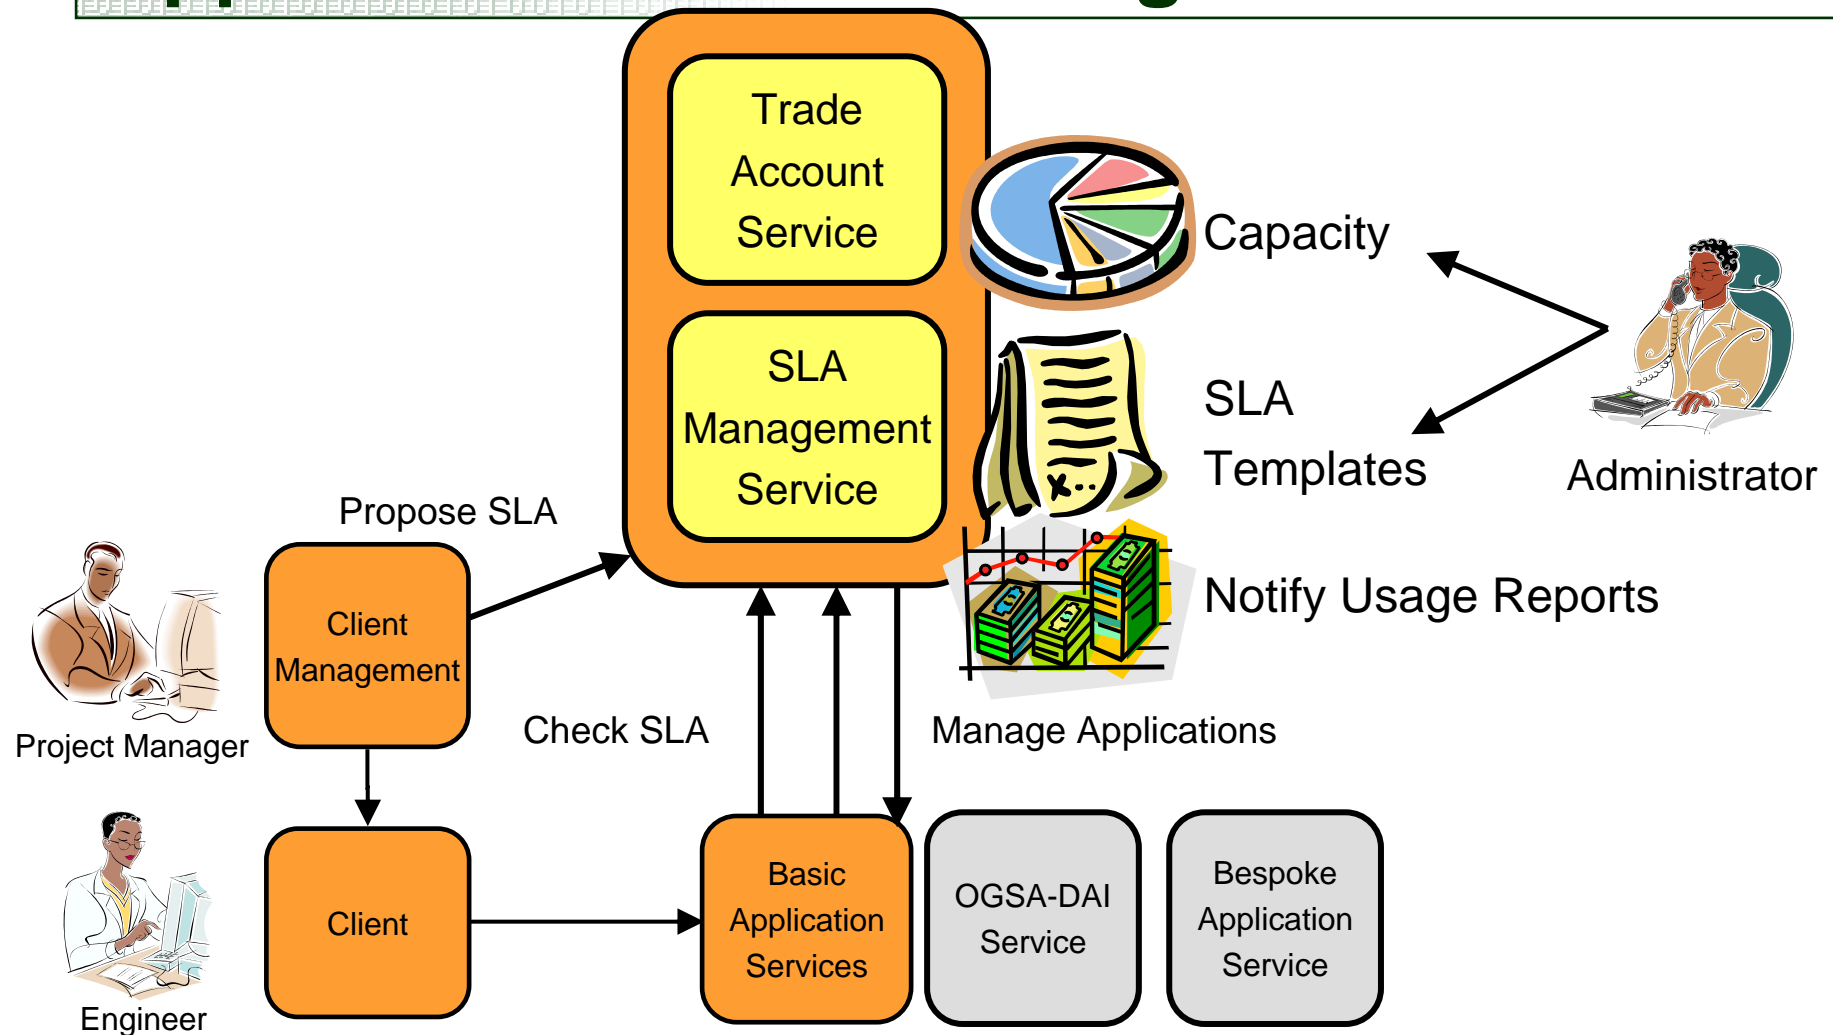 Trade
Account
Service
Capacity
SLA
Management
Service
SLA
Templates
Administrator
Propose SLA
Notify Usage Reports
Client
Management
Project Manager
Check SLA
Manage Applications
Client
Basic
Application
Services
OGSA-DAI
Service
Bespoke
Application
Service
Engineer